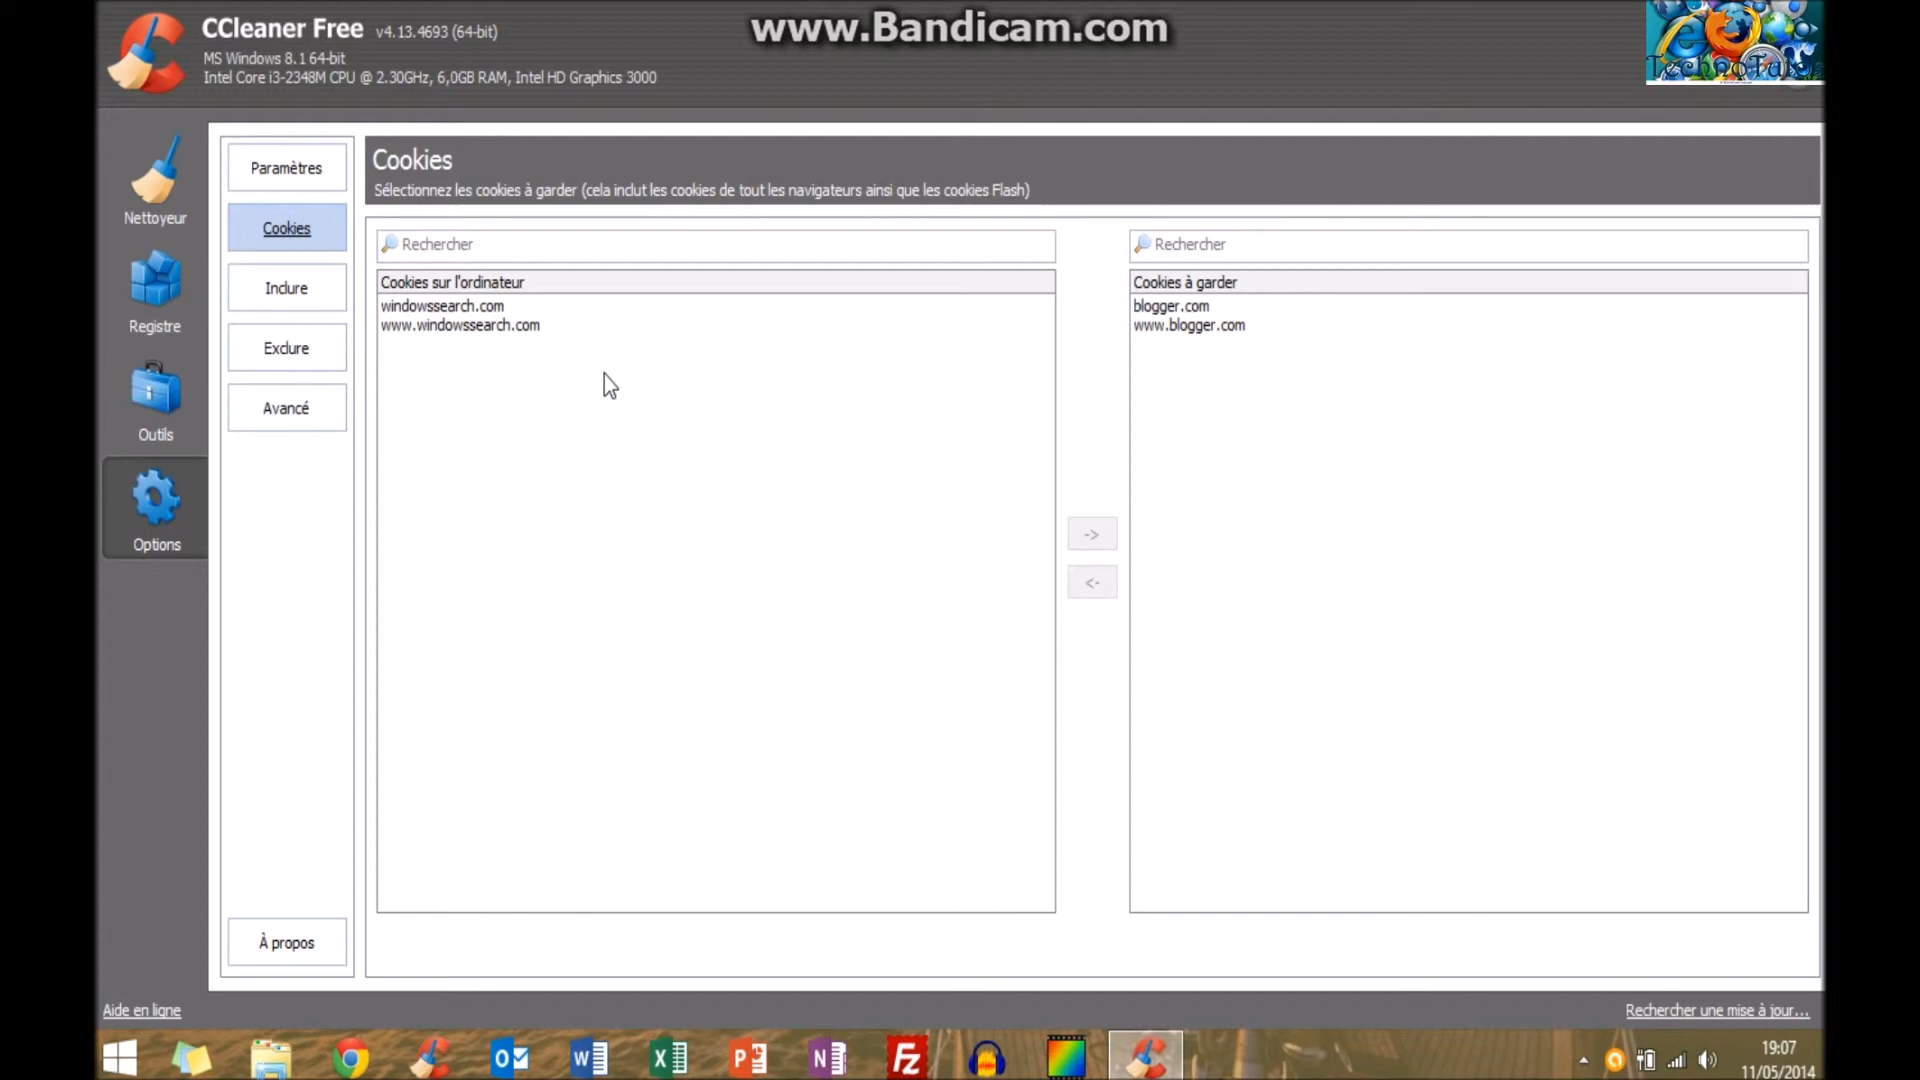 www.Bandicam.com
CCleaner Free v4.13.4693 (64-bit)
MS Windows 8.1 64-bit
Intel Core i3-2348M CPU @ 2.30GHz, 6,0GB RAM, Intel HD Graphics 3000
TechnoTutos
Nettoyeur
Registre
Outils
Options
Paramètres
Cookies
Inclure
Exclure
Avancé
À propos
Cookies
Sélectionnez les cookies à garder (cela inclut les cookies de tout les navigateurs ainsi que les cookies Flash)
Rechercher
Cookies sur l'ordinateur
windowssearch.com
www.windowssearch.com
->
<-
Rechercher
Cookies à garder
blogger.com
www.blogger.com
Aide en ligne
Rechercher une mise à jour...
19:07
11/05/2014